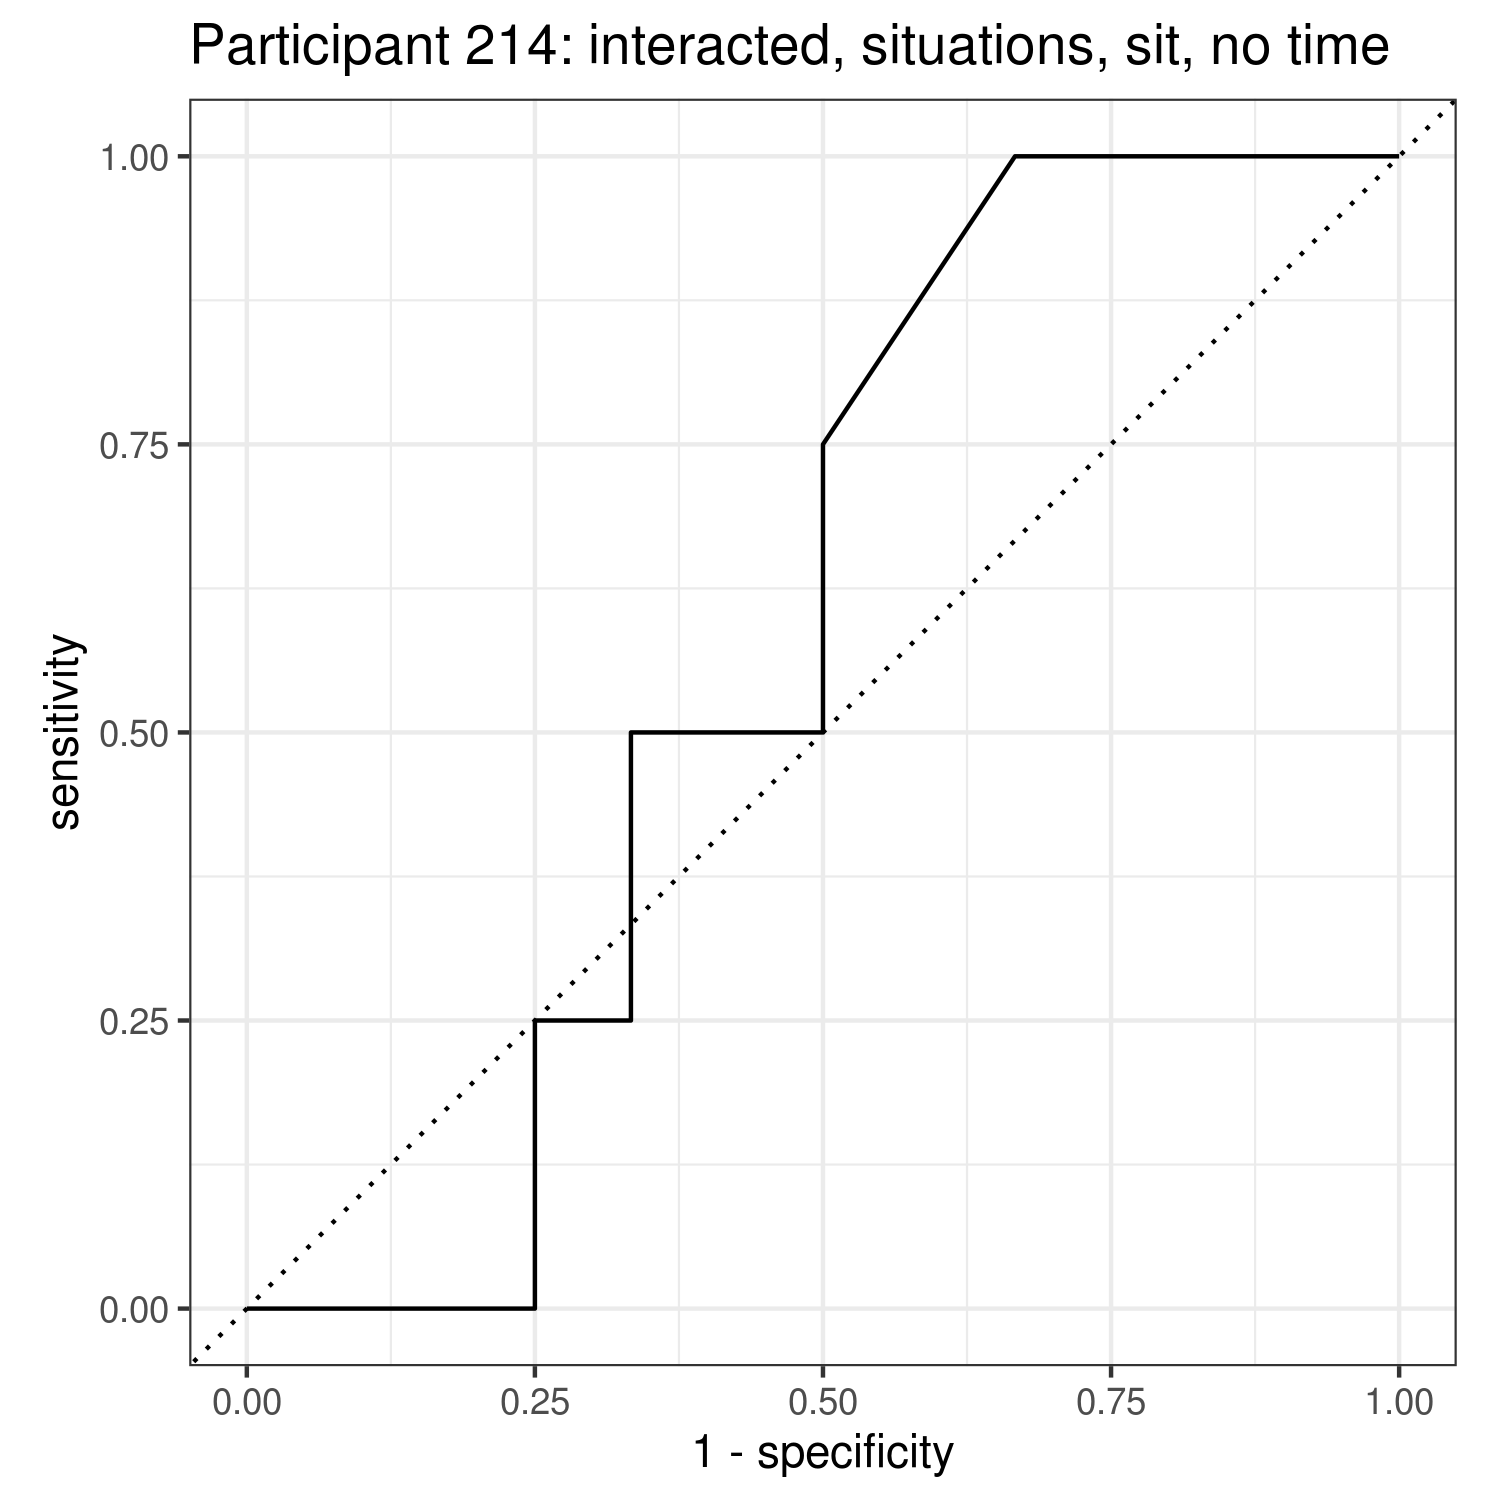 Participant 214: interacted, situations, sit, no time
1.00
0.75
0.50
0.25
0.00
sensitivity
0.00 0.25 0.50 0.75 1.00
1 - specificity